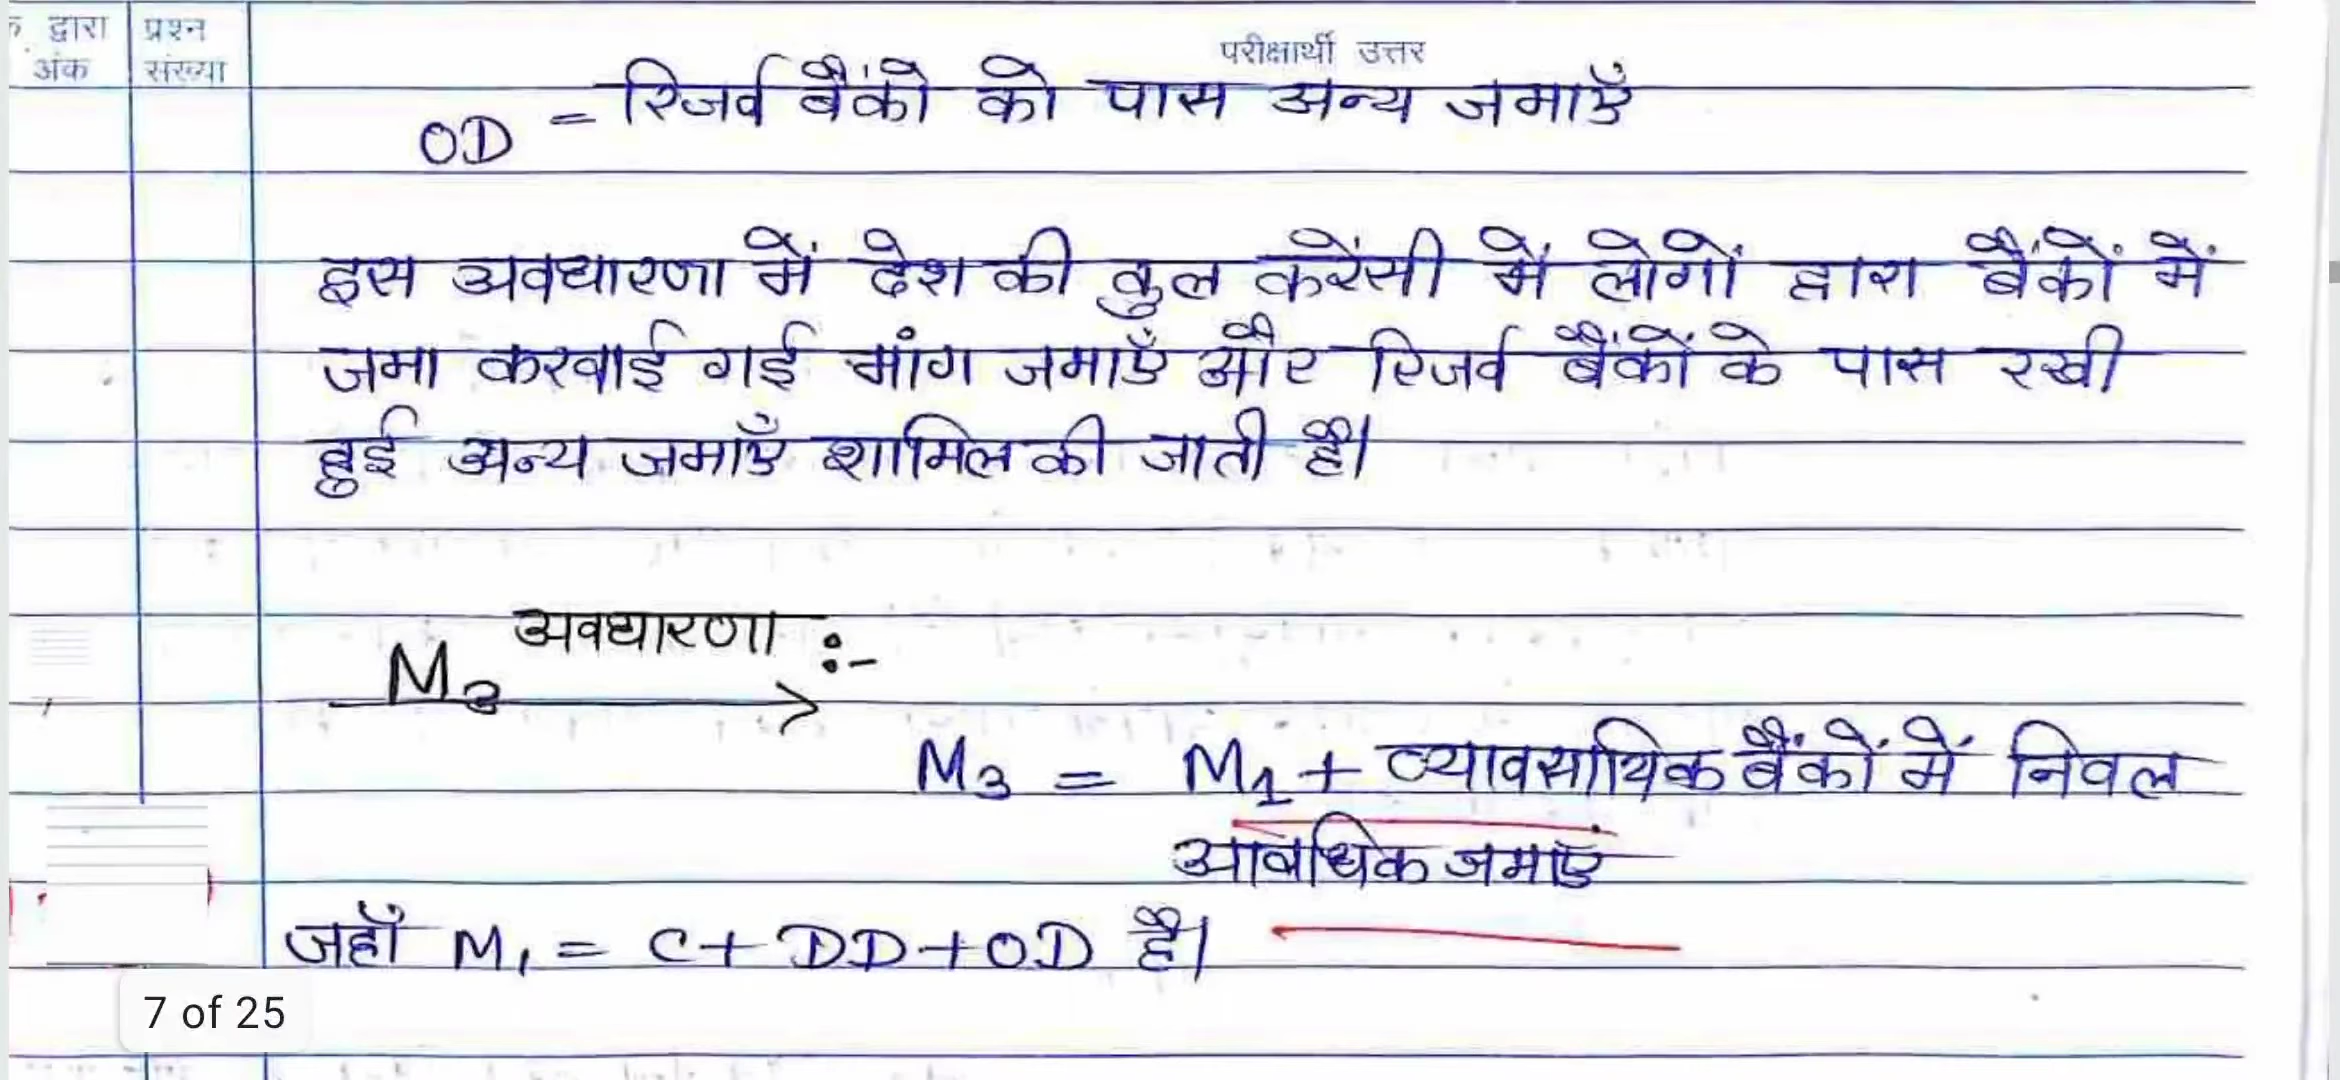 द्वारा प्रश्न
अंक संख्या
परीक्षार्थी उत्तर
OD = रिजर्व बैंको को पास अन्य जमाएँ
इस अवधारणा में देश की कुल करेंसी में लोगों द्वारा बैंकों में
जमा करवाई गई मांग जमाएँ और रिजर्व बैंकों के पास रखी
हुई अन्य जमाएँ शामिल की जाती है।
M3 अवधारणा :-
M3 = M1 + व्यावसायिक बैंकों में निवल
आवधिक जमाएं
जहाँ M1 = C + DD + OD है।
7 of 25